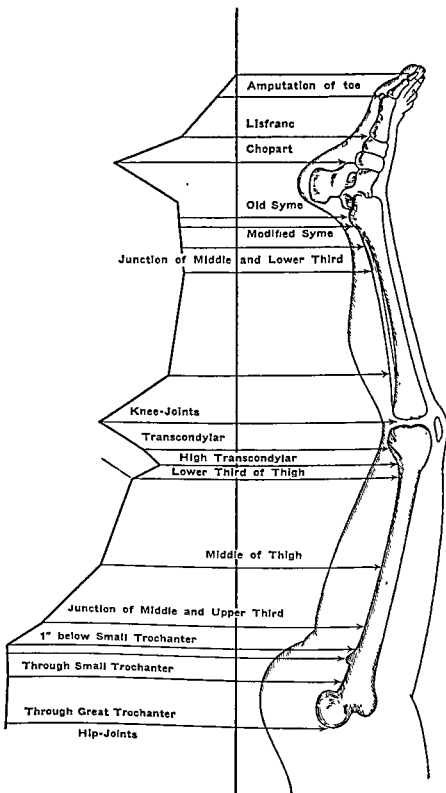 Amputation of toe
Lisfranc
Chopart
Old Syme
Modified Syme
Junction of Middle and Lower Third
Knee-Joints
Transcondylar
High Transcondylar
Lower Third of Thigh
Middle of Thigh
Junction of Middle and Upper Third
1" below Small Trochanter
Through Small Trochanter
Through Great Trochanter
Hip-Joints